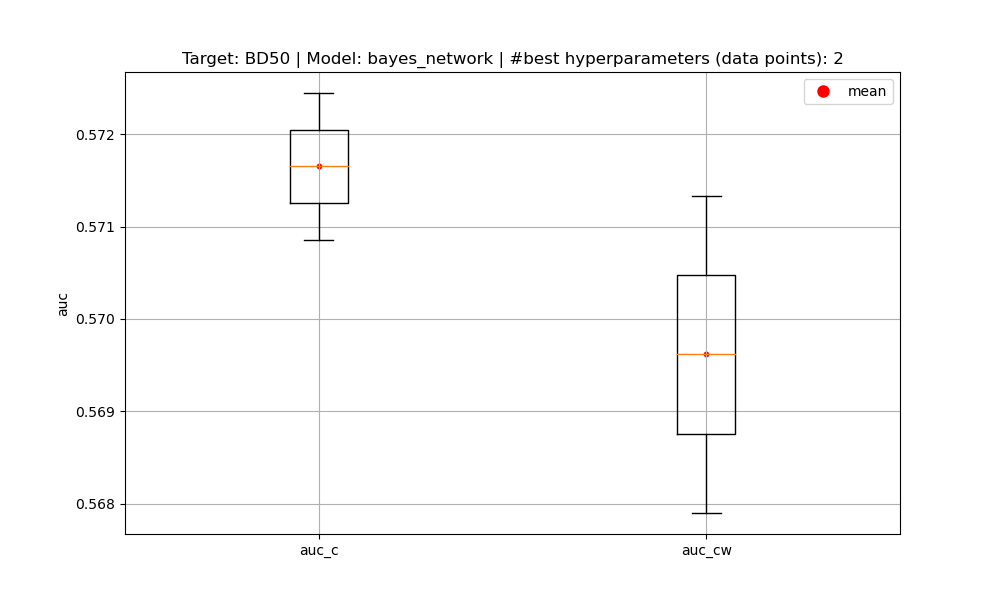 Target: BD50 | Model: bayes_network | #best hyperparameters (data points): 2
mean
0.572
0.571
0.570
0.569
0.568
auc
auc_c
auc_cw